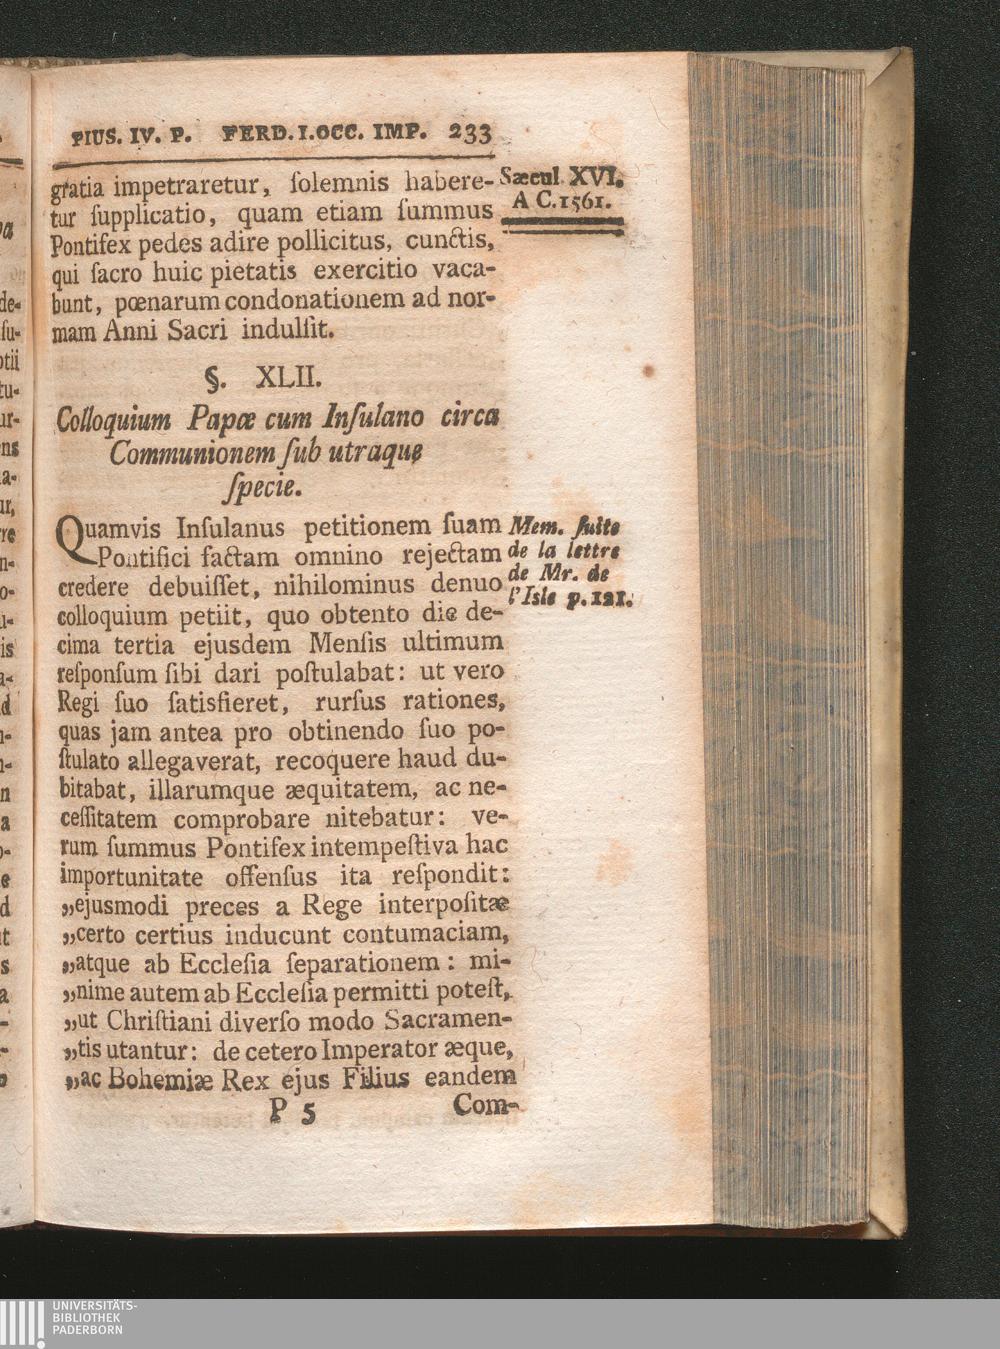 PIUS. IV. P. FERD. I. OCC. IMP. 233
Sæcul. XVI.
A C. 1561.
gratia impetraretur, ſolemnis habere-
tur ſupplicatio, quam etiam ſummus
Pontifex pedes adire pollicitus, cunctis,
qui ſacro huic pietatis exercitio vaca-
bunt, pœnarum condonationem ad nor-
mam Anni Sacri indulſit.
§. XLII.
Colloquium Papæ cum Inſulano circa
Communionem ſub utraque
ſpecie.
Mem. ſuite
de la lettre
de Mr. de
l'Isle p. 121.
Quamvis Inſulanus petitionem ſuam
Pontifici factam omnino rejectam
credere debuiſſet, nihilominus denuo
colloquium petiit, quo obtento die de-
cima tertia ejusdem Menſis ultimum
reſponſum ſibi dari poſtulabat: ut vero
Regi ſuo ſatisfieret, rurſus rationes,
quas jam antea pro obtinendo ſuo po-
ſtulato allegaverat, recoquere haud du-
bitabat, illarumque æquitatem, ac ne-
ceſſitatem comprobare nitebatur: ve-
rum ſummus Pontifex intempeſtiva hac
importunitate offenſus ita reſpondit:
„ejusmodi preces a Rege interpoſitæ
„certo certius inducunt contumaciam,
„atque ab Eccleſia ſeparationem: mi-
„nime autem ab Eccleſia permitti poteſt,
„ut Chriſtiani diverſo modo Sacramen-
„tis utantur: de cetero Imperator æque,
„ac Bohemiæ Rex ejus Filius eandem
P 5 Com-
UNIVERSITÄTS-
BIBLIOTHEK
PADERBORN